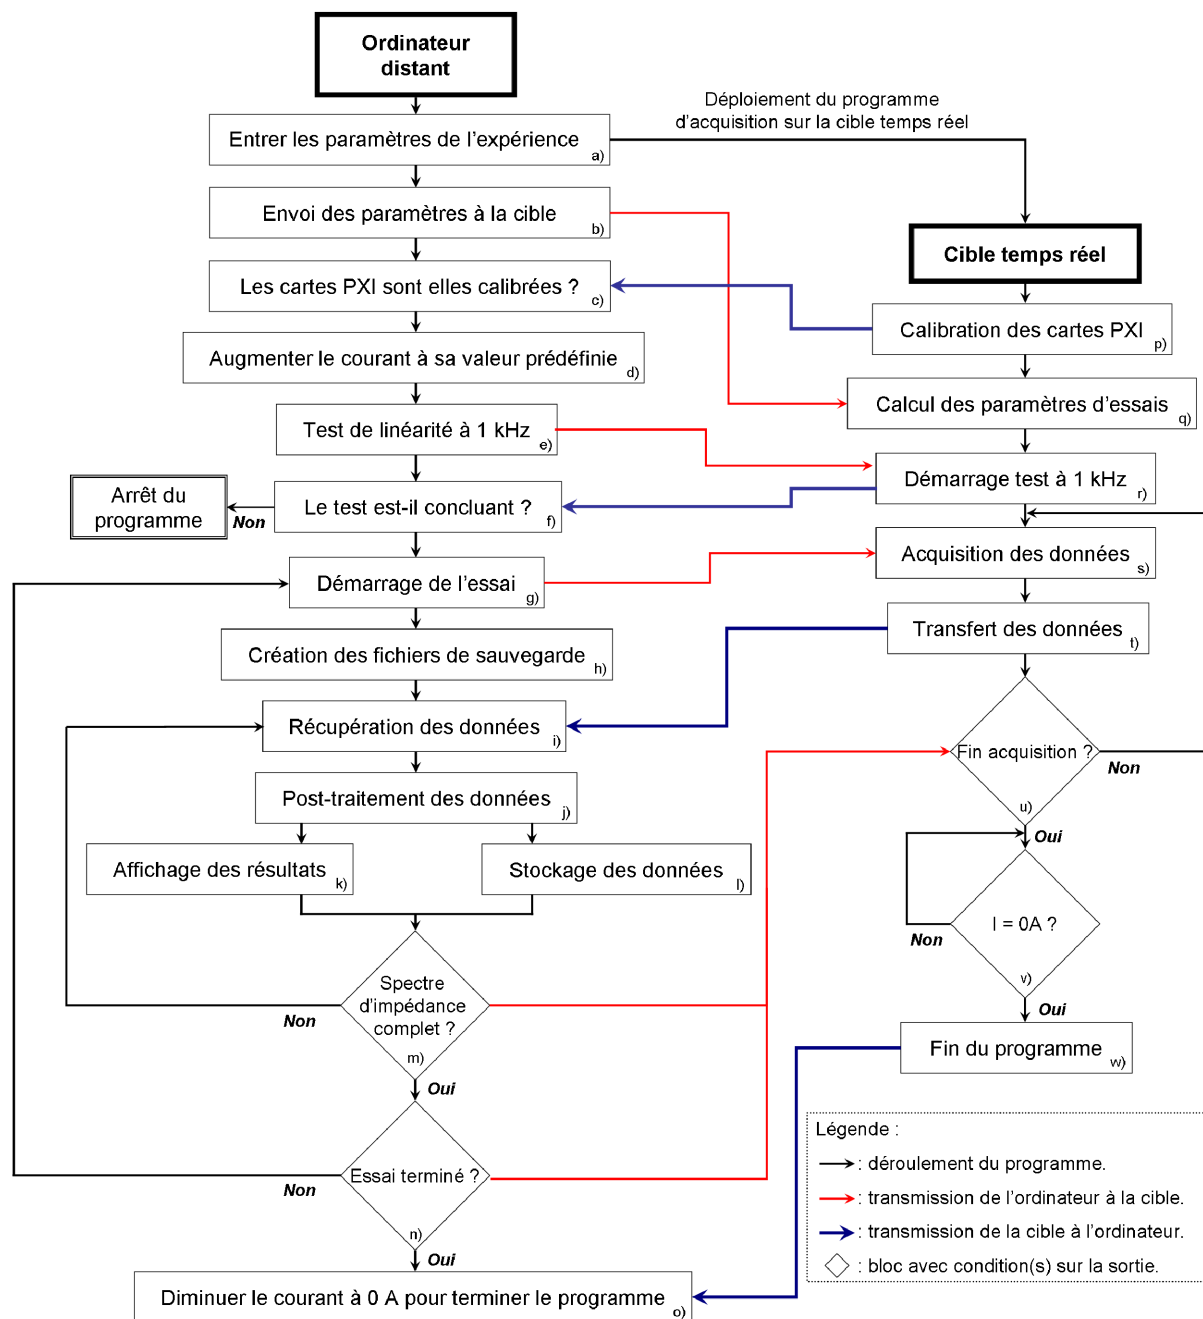 Ordinateur
distant
Déploiement du programme
d'acquisition sur la cible temps réel
Entrer les paramètres de l'expérience a)
Envoi des paramètres à la cible b)
Cible temps réel
Les cartes PXI sont elles calibrées ? c)
Calibration des cartes PXI p)
Augmenter le courant à sa valeur prédéfinie d)
Calcul des paramètres d'essais q)
Test de linéarité à 1 kHz e)
Démarrage test à 1 kHz r)
Arrêt du
programme
Non
Le test est-il concluant ? f)
Acquisition des données s)
Démarrage de l'essai g)
Transfert des données t)
Création des fichiers de sauvegarde h)
Récupération des données i)
Fin acquisition ?
u)
Non
Oui
Post-traitement des données j)
Affichage des résultats k)
Stockage des données l)
I = 0A ?
v)
Non
Oui
Spectre
d'impédance
complet ?
m)
Non
Oui
Fin du programme w)
Essai terminé ?
n)
Non
Oui
Diminuer le courant à 0 A pour terminer le programme o)
Légende :
: déroulement du programme.
: transmission de l'ordinateur à la cible.
: transmission de la cible à l'ordinateur.
: bloc avec condition(s) sur la sortie.